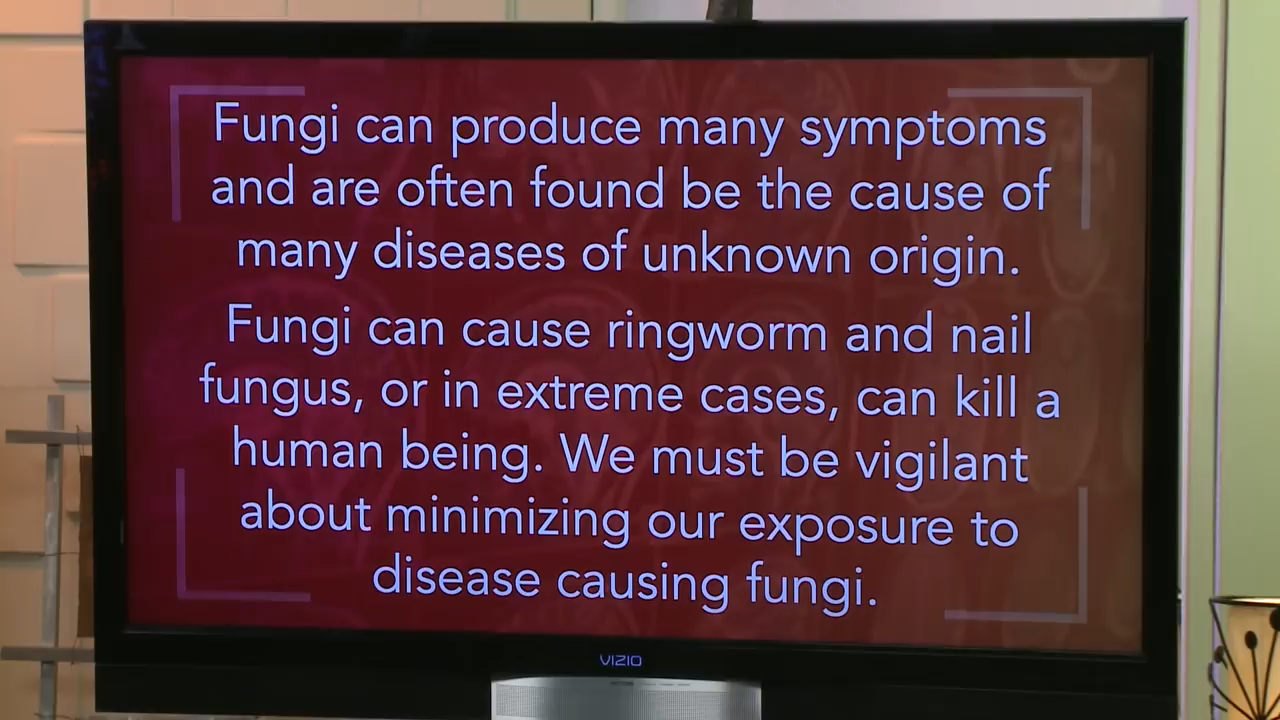 Fungi can produce many symptoms
and are often found be the cause of
many diseases of unknown origin.
Fungi can cause ringworm and nail
fungus, or in extreme cases, can kill a
human being. We must be vigilant
about minimizing our exposure to
disease causing fungi.
VIZIO